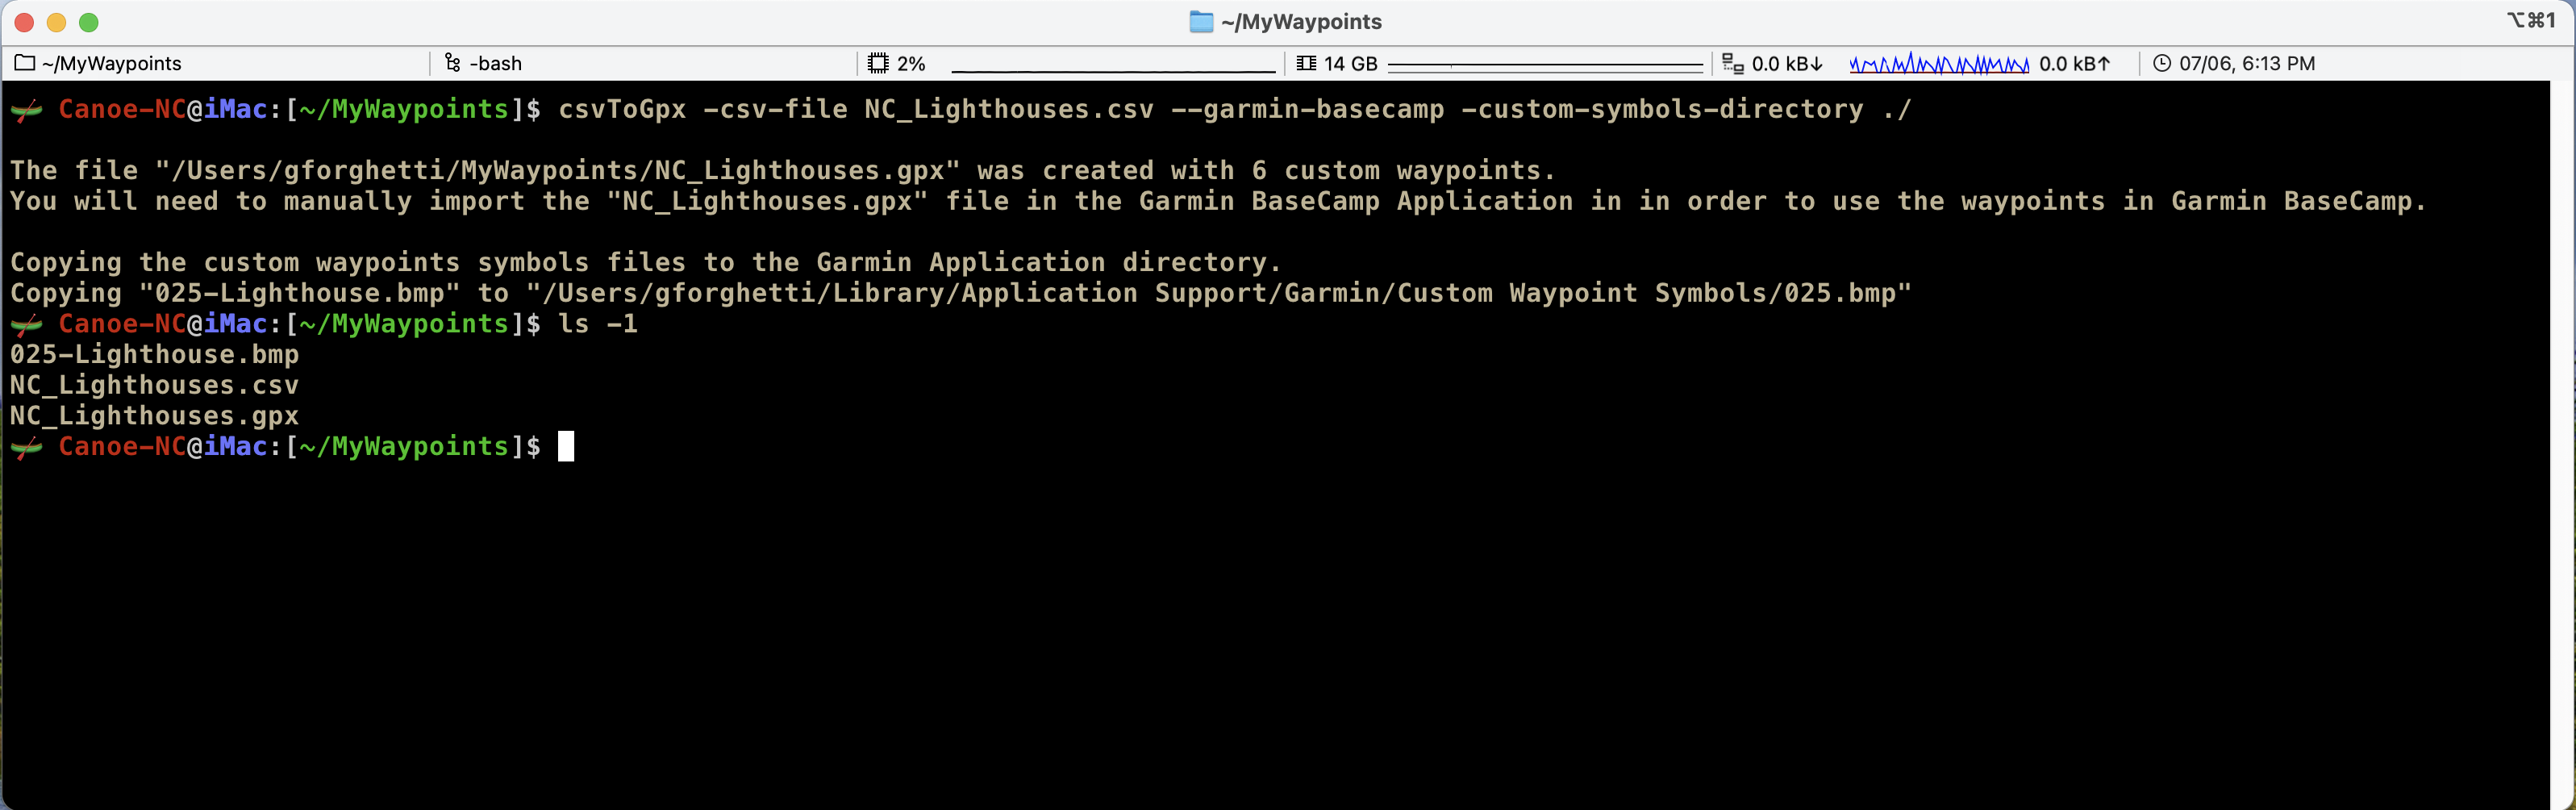 ~/MyWaypoints
⌥⌘1
~/MyWaypoints -bash 2% 14 GB 0.0 kB↓ 0.0 kB↑ 07/06, 6:13 PM
Canoe-NC@iMac:[~/MyWaypoints]$ csvToGpx -csv-file NC_Lighthouses.csv --garmin-basecamp -custom-symbols-directory ./
The file "/Users/gforghetti/MyWaypoints/NC_Lighthouses.gpx" was created with 6 custom waypoints.
You will need to manually import the "NC_Lighthouses.gpx" file in the Garmin BaseCamp Application in in order to use the waypoints in Garmin BaseCamp.
Copying the custom waypoints symbols files to the Garmin Application directory.
Copying "025-Lighthouse.bmp" to "/Users/gforghetti/Library/Application Support/Garmin/Custom Waypoint Symbols/025.bmp"
Canoe-NC@iMac:[~/MyWaypoints]$ ls -1
025-Lighthouse.bmp
NC_Lighthouses.csv
NC_Lighthouses.gpx
Canoe-NC@iMac:[~/MyWaypoints]$